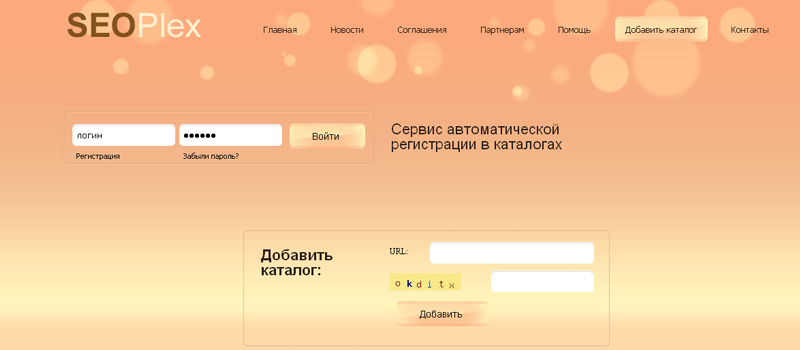 SEOPlex
Главная Новости Соглашения Партнерам Помощь Добавить каталог Контакты
логин ●●●●●● Войти
Регистрация Забыли пароль?
Сервис автоматической
регистрации в каталогах
Добавить
каталог:
URL:
okditx
Добавить